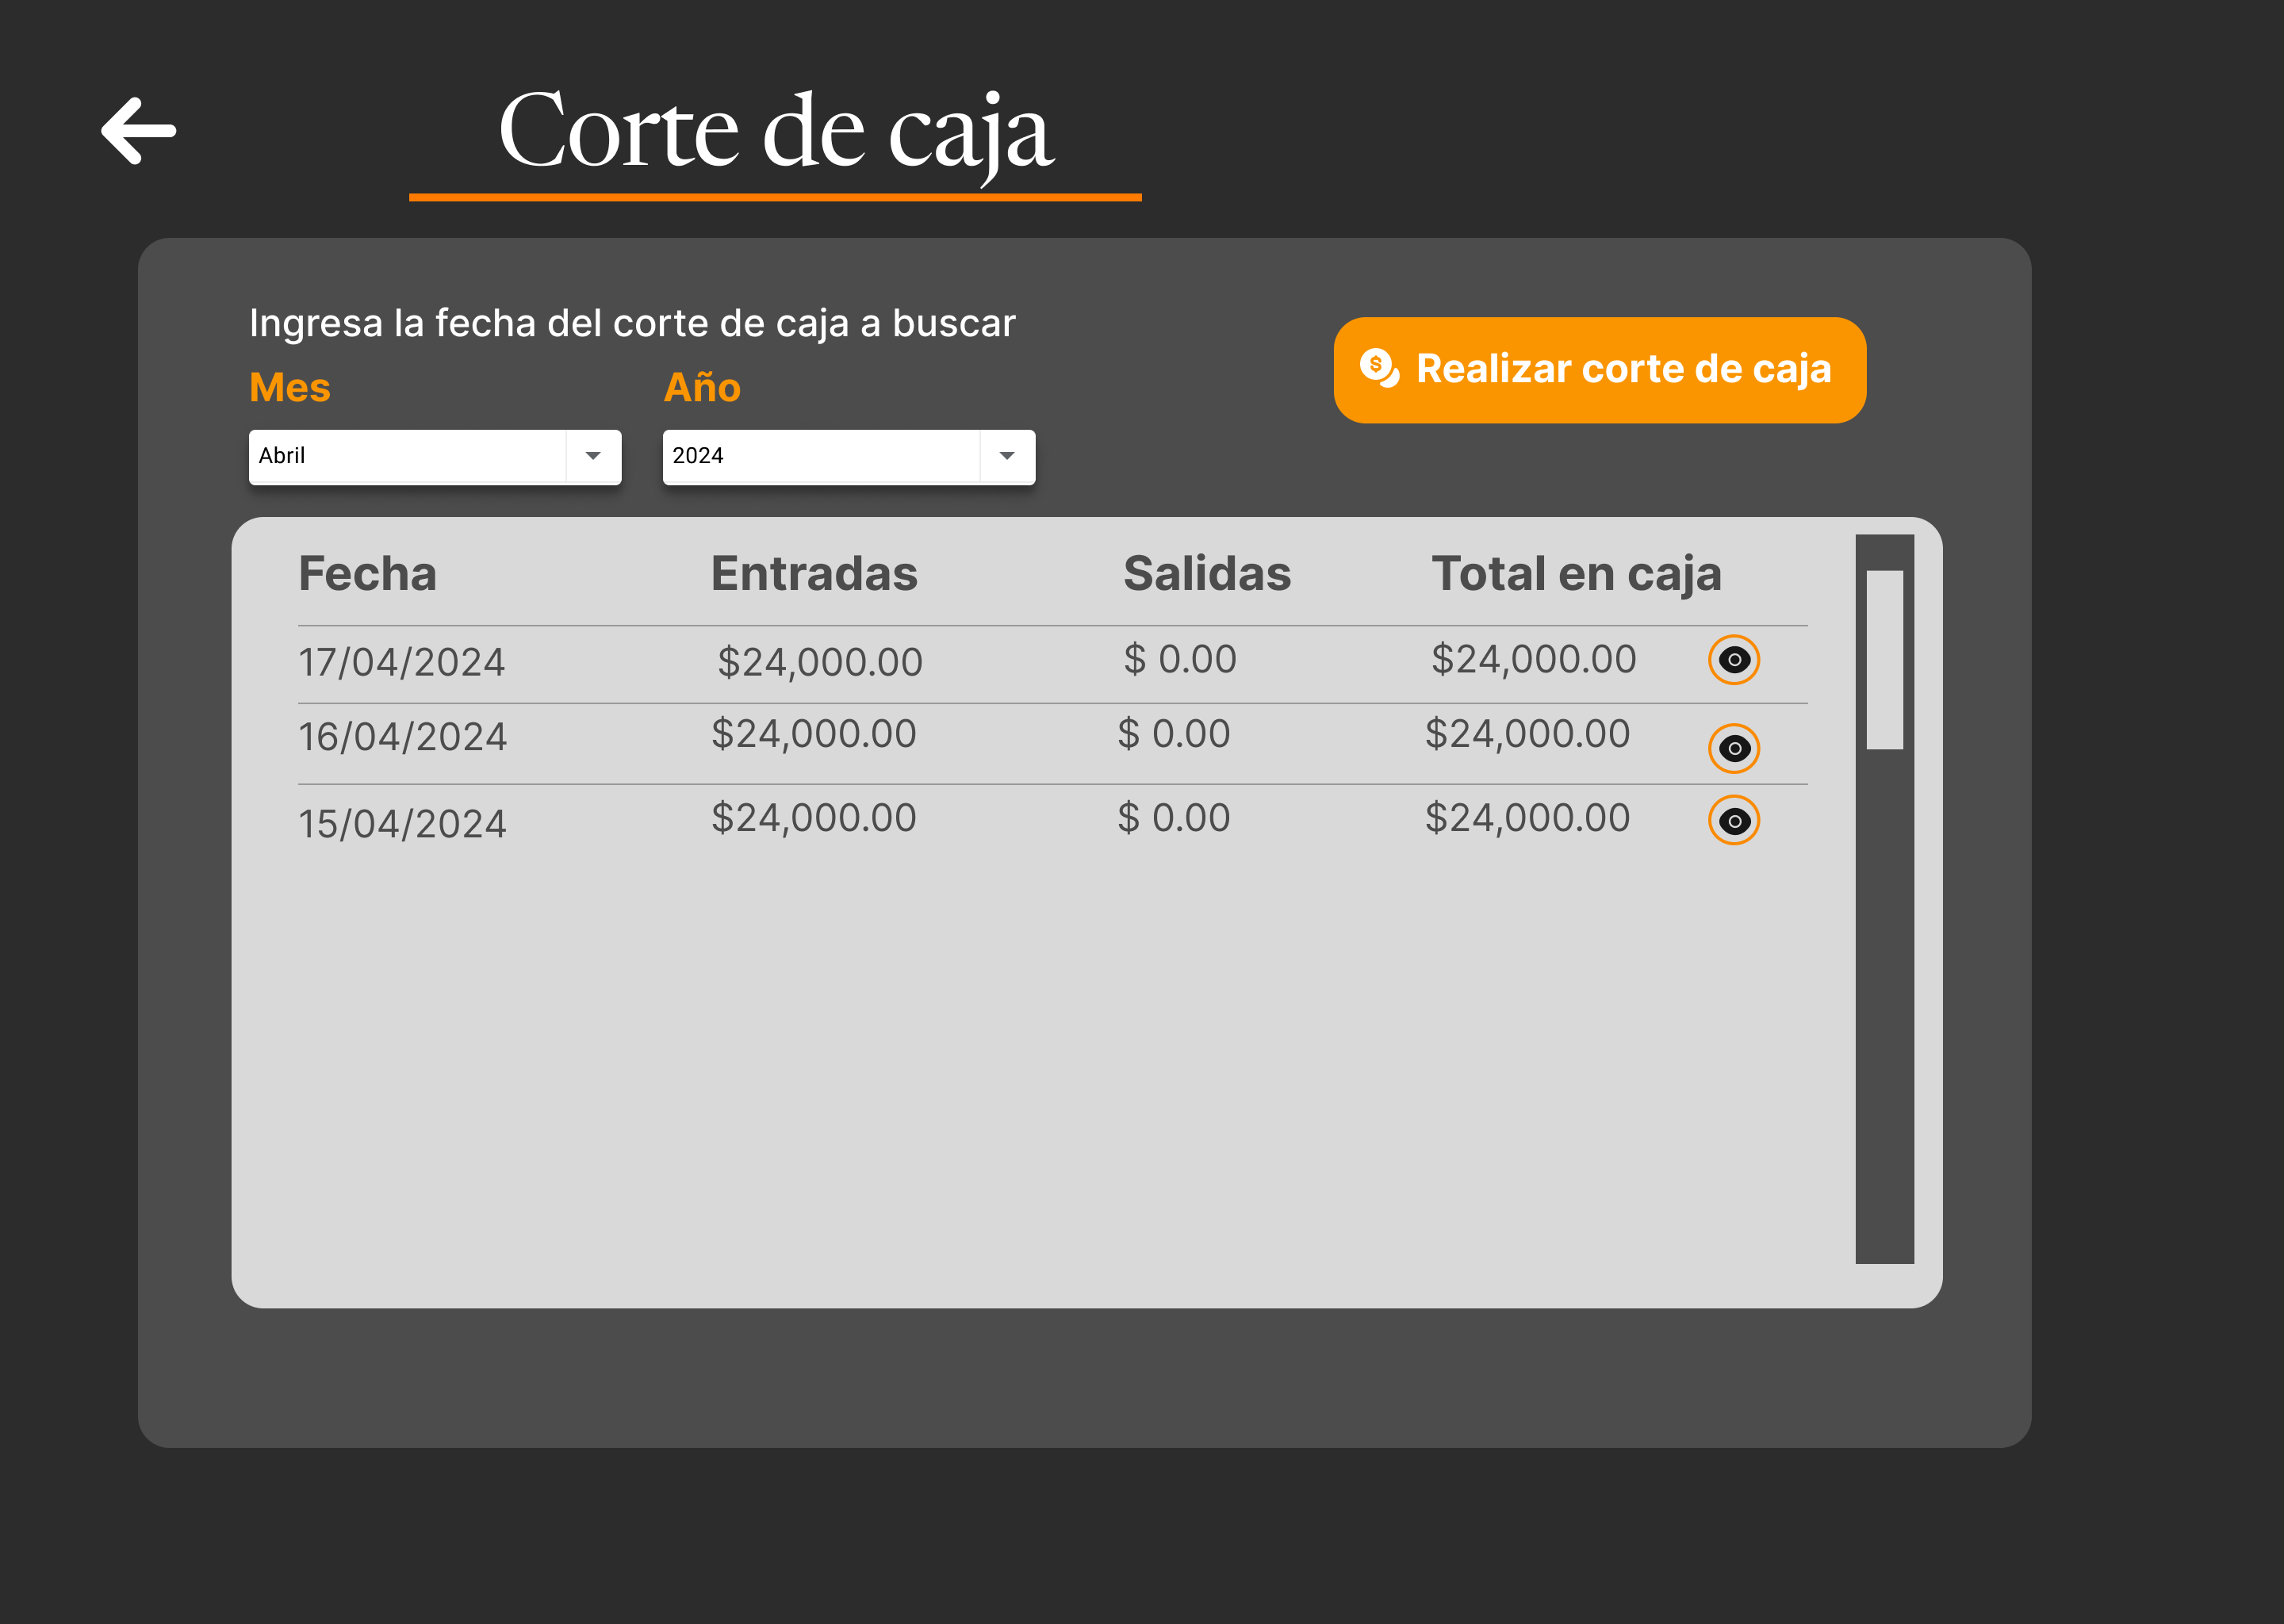 Corte de caja
Ingresa la fecha del corte de caja a buscar
Realizar corte de caja
Mes Año
Abril 2024
Fecha Entradas Salidas Total en caja
17/04/2024 $24,000.00 $ 0.00 $24,000.00
16/04/2024 $24,000.00 $ 0.00 $24,000.00
15/04/2024 $24,000.00 $ 0.00 $24,000.00